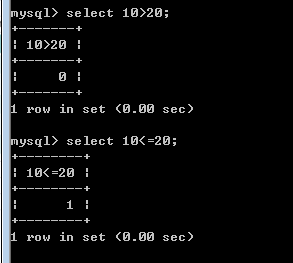 mysql> select 10>20;
+-------+
| 10>20 |
+-------+
|     0 |
+-------+
1 row in set (0.00 sec)

mysql> select 10<=20;
+--------+
| 10<=20 |
+--------+
|      1 |
+--------+
1 row in set (0.00 sec)